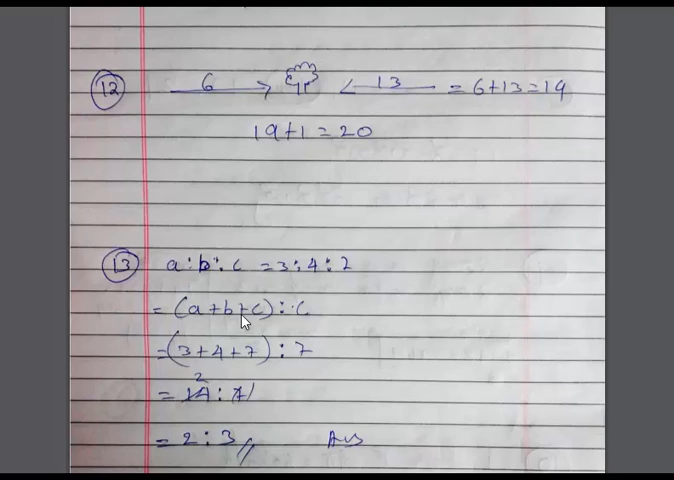 12 6 13 = 6+13=19
19+1=20
13 a:b:c =3:4:2
= (a+b+c):c
=(3+4+7):7
2
= 14:7
= 2:3 Ans